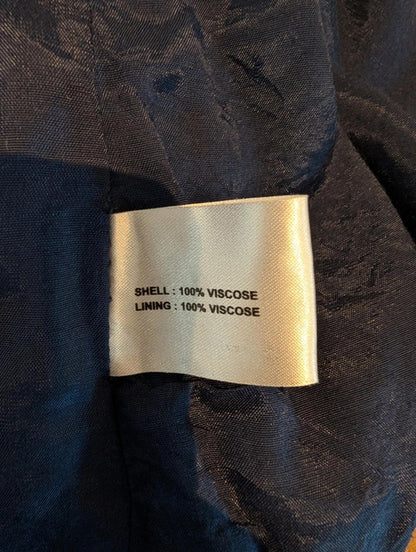 SHELL : 100% VISCOSE
LINING : 100% VISCOSE